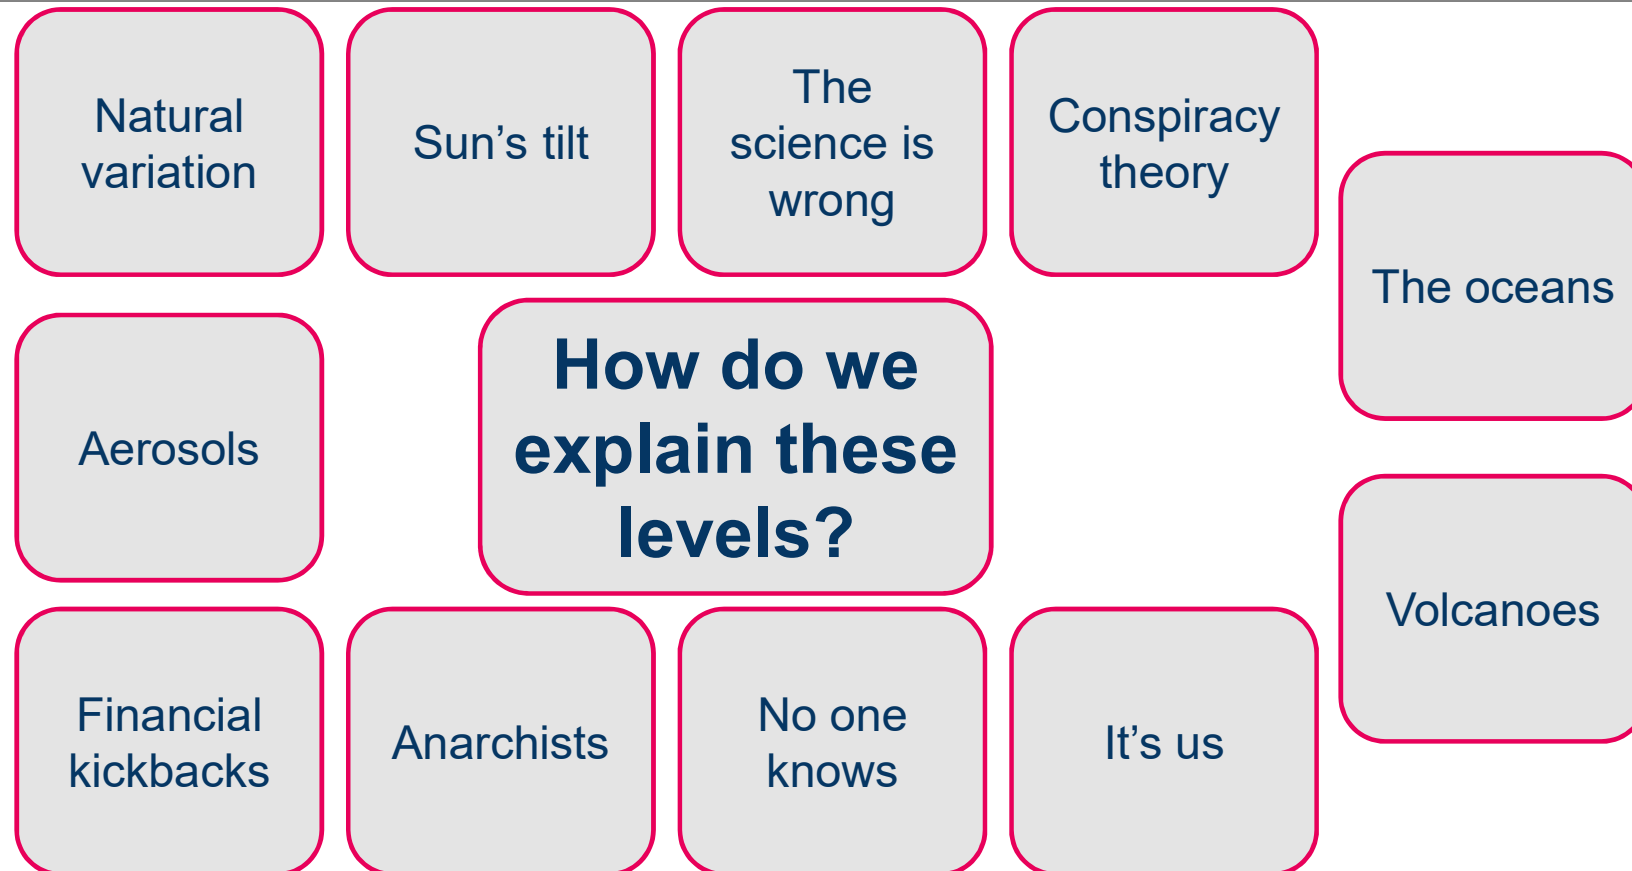 Natural
variation
Sun’s tilt
The
science is
wrong
Conspiracy
theory
The oceans
Aerosols
How do we
explain these
levels?
Volcanoes
Financial
kickbacks
Anarchists
No one
knows
It’s us